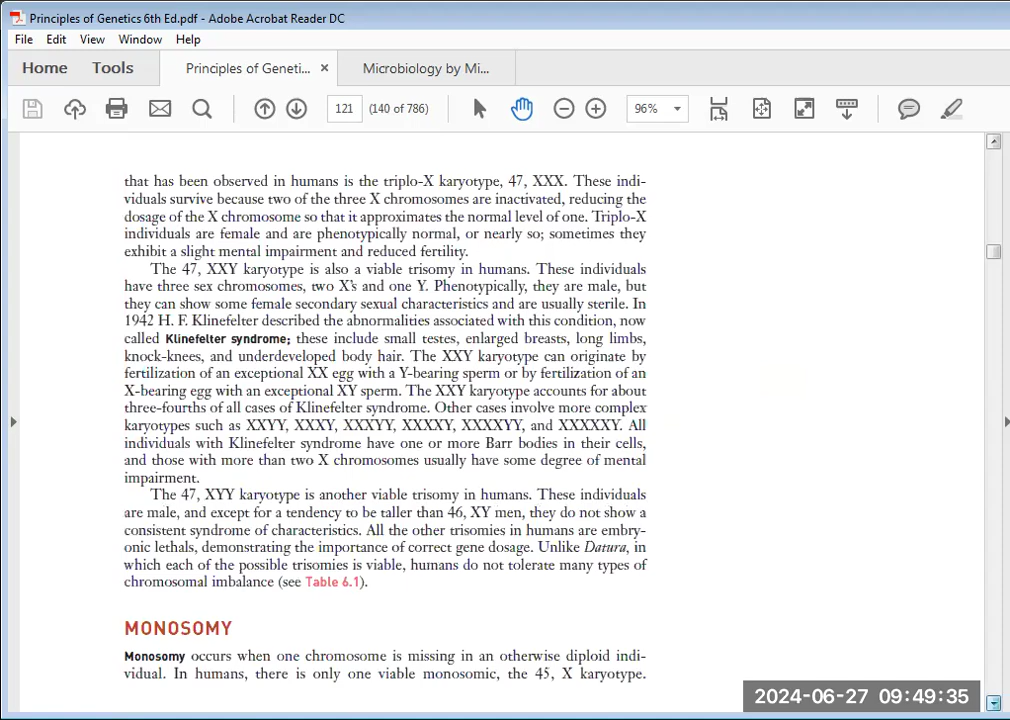 Principles of Genetics 6th Ed.pdf - Adobe Acrobat Reader DC
File Edit View Window Help
Home Tools Principles of Geneti... × Microbiology by Mi...
121 (140 of 786) 96%
that has been observed in humans is the triplo-X karyotype, 47, XXX. These indi-
viduals survive because two of the three X chromosomes are inactivated, reducing the
dosage of the X chromosome so that it approximates the normal level of one. Triplo-X
individuals are female and are phenotypically normal, or nearly so; sometimes they
exhibit a slight mental impairment and reduced fertility.
The 47, XXY karyotype is also a viable trisomy in humans. These individuals
have three sex chromosomes, two X's and one Y. Phenotypically, they are male, but
they can show some female secondary sexual characteristics and are usually sterile. In
1942 H. F. Klinefelter described the abnormalities associated with this condition, now
called Klinefelter syndrome; these include small testes, enlarged breasts, long limbs,
knock-knees, and underdeveloped body hair. The XXY karyotype can originate by
fertilization of an exceptional XX egg with a Y-bearing sperm or by fertilization of an
X-bearing egg with an exceptional XY sperm. The XXY karyotype accounts for about
three-fourths of all cases of Klinefelter syndrome. Other cases involve more complex
karyotypes such as XXYY, XXXY, XXXYY, XXXXY, XXXXYY, and XXXXXY. All
individuals with Klinefelter syndrome have one or more Barr bodies in their cells,
and those with more than two X chromosomes usually have some degree of mental
impairment.
The 47, XYY karyotype is another viable trisomy in humans. These individuals
are male, and except for a tendency to be taller than 46, XY men, they do not show a
consistent syndrome of characteristics. All the other trisomies in humans are embry-
onic lethals, demonstrating the importance of correct gene dosage. Unlike Datura, in
which each of the possible trisomies is viable, humans do not tolerate many types of
chromosomal imbalance (see Table 6.1).
MONOSOMY
Monosomy occurs when one chromosome is missing in an otherwise diploid indi-
vidual. In humans, there is only one viable monosomic, the 45, X karyotype.
2024-06-27 09:49:35